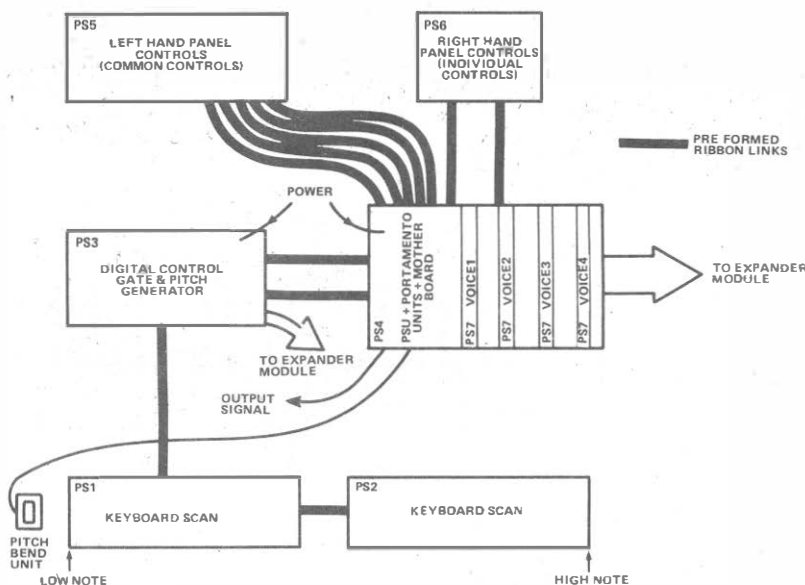 PS5
LEFT HAND PANEL
CONTROLS
(COMMON CONTROLS)
PS6
RIGHT HAND
PANEL CONTROLS
(INDIVIDUAL
CONTROLS)
PRE FORMED
RIBBON LINKS
POWER
PS3
DIGITAL CONTROL
GATE & PITCH
GENERATOR
PS4
PSU + PORTAMENTO
UNITS + MOTHER
BOARD
PS7 VOICE1
PS7 VOICE2
PS7 VOICE3
PS7 VOICE4
TO EXPANDER
MODULE
TO EXPANDER
MODULE
OUTPUT
SIGNAL
PS1
KEYBOARD SCAN
PS2
KEYBOARD SCAN
PITCH
BEND
UNIT
LOW NOTE
HIGH NOTE